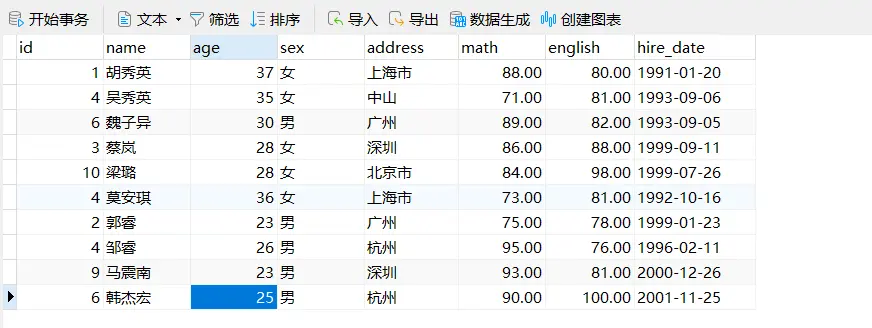 开始事务 文本 筛选 排序 导入 导出 数据生成 创建图表
id name age sex address math english hire_date
1 胡秀英 37 女 上海市 88.00 80.00 1991-01-20
4 吴秀英 35 女 中山 71.00 81.00 1993-09-06
6 魏子异 30 男 广州 89.00 82.00 1993-09-05
3 蔡岚 28 女 深圳 86.00 88.00 1999-09-11
10 梁璐 28 女 北京市 84.00 98.00 1999-07-26
4 莫安琪 36 女 上海市 73.00 81.00 1992-10-16
2 郭睿 23 男 广州 75.00 78.00 1999-01-23
4 邹睿 26 男 杭州 95.00 76.00 1996-02-11
9 马震南 23 男 深圳 93.00 81.00 2000-12-26
6 韩杰宏 25 男 杭州 90.00 100.00 2001-11-25